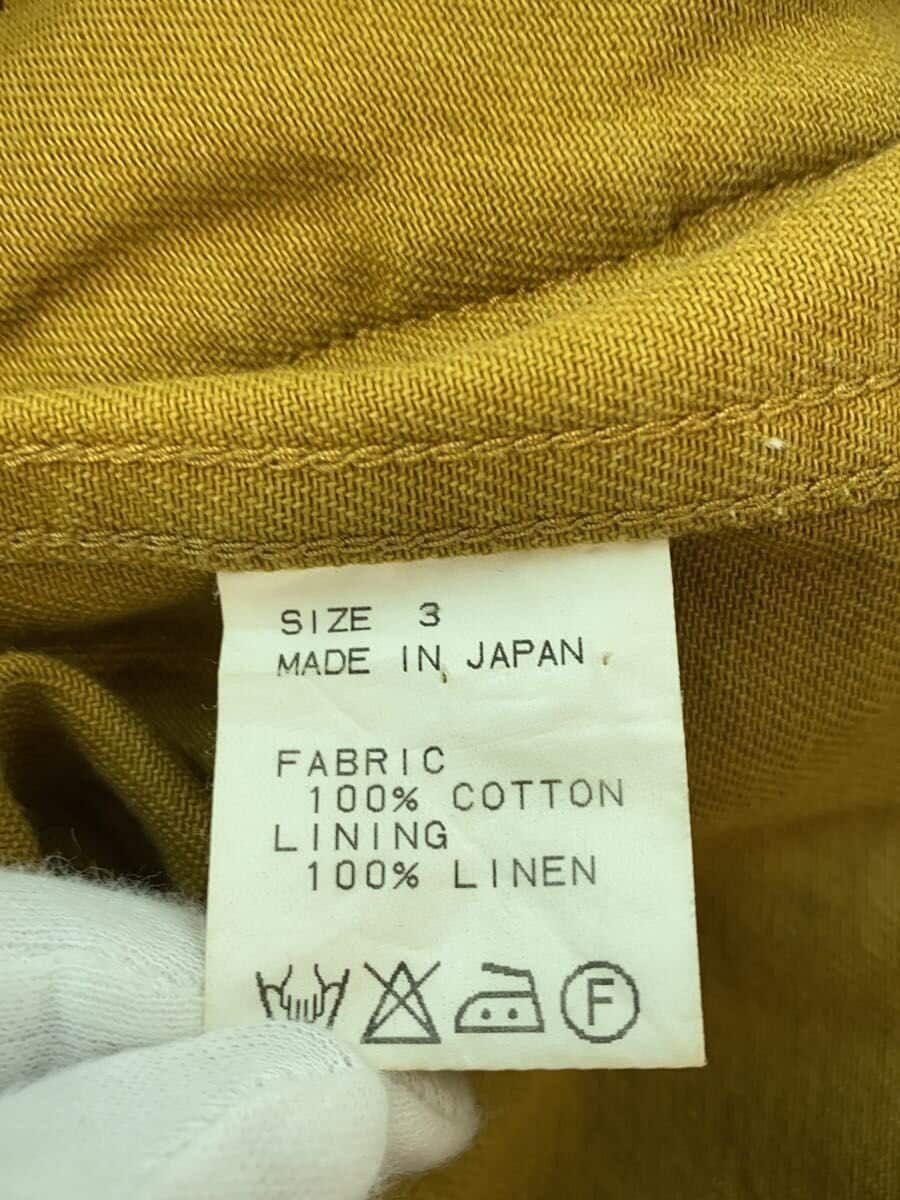 SIZE 3
MADE IN JAPAN
FABRIC
100% COTTON
LINING
100% LINEN
F